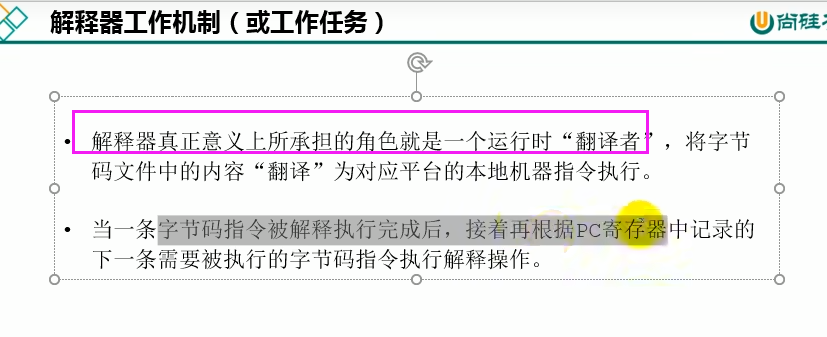 解释器工作机制（或工作任务）
尚硅
• 解释器真正意义上所承担的角色就是一个运行时“翻译者”，将字节
码文件中的内容“翻译”为对应平台的本地机器指令执行。
• 当一条字节码指令被解释执行完成后，接着再根据PC寄存器中记录的
下一条需要被执行的字节码指令执行解释操作。